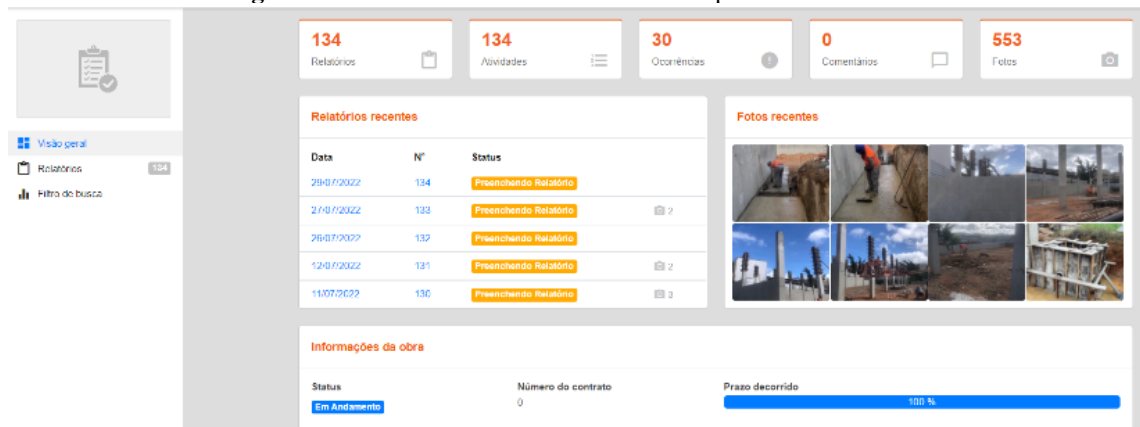 134
Relatórios
134
Atividades
30
Ocorrências
0
Comentários
553
Fotos
Visão geral
Relatórios 134
Filtro de busca
Relatórios recentes
Data Nº Status
29/07/2022 134 Preenchendo Relatório
27/07/2022 133 Preenchendo Relatório 2
26/07/2022 132 Preenchendo Relatório
12/07/2022 131 Preenchendo Relatório 2
11/07/2022 130 Preenchendo Relatório 3
Fotos recentes
Informações da obra
Status Número do contrato Prazo decorrido
Em Andamento 0 100 %